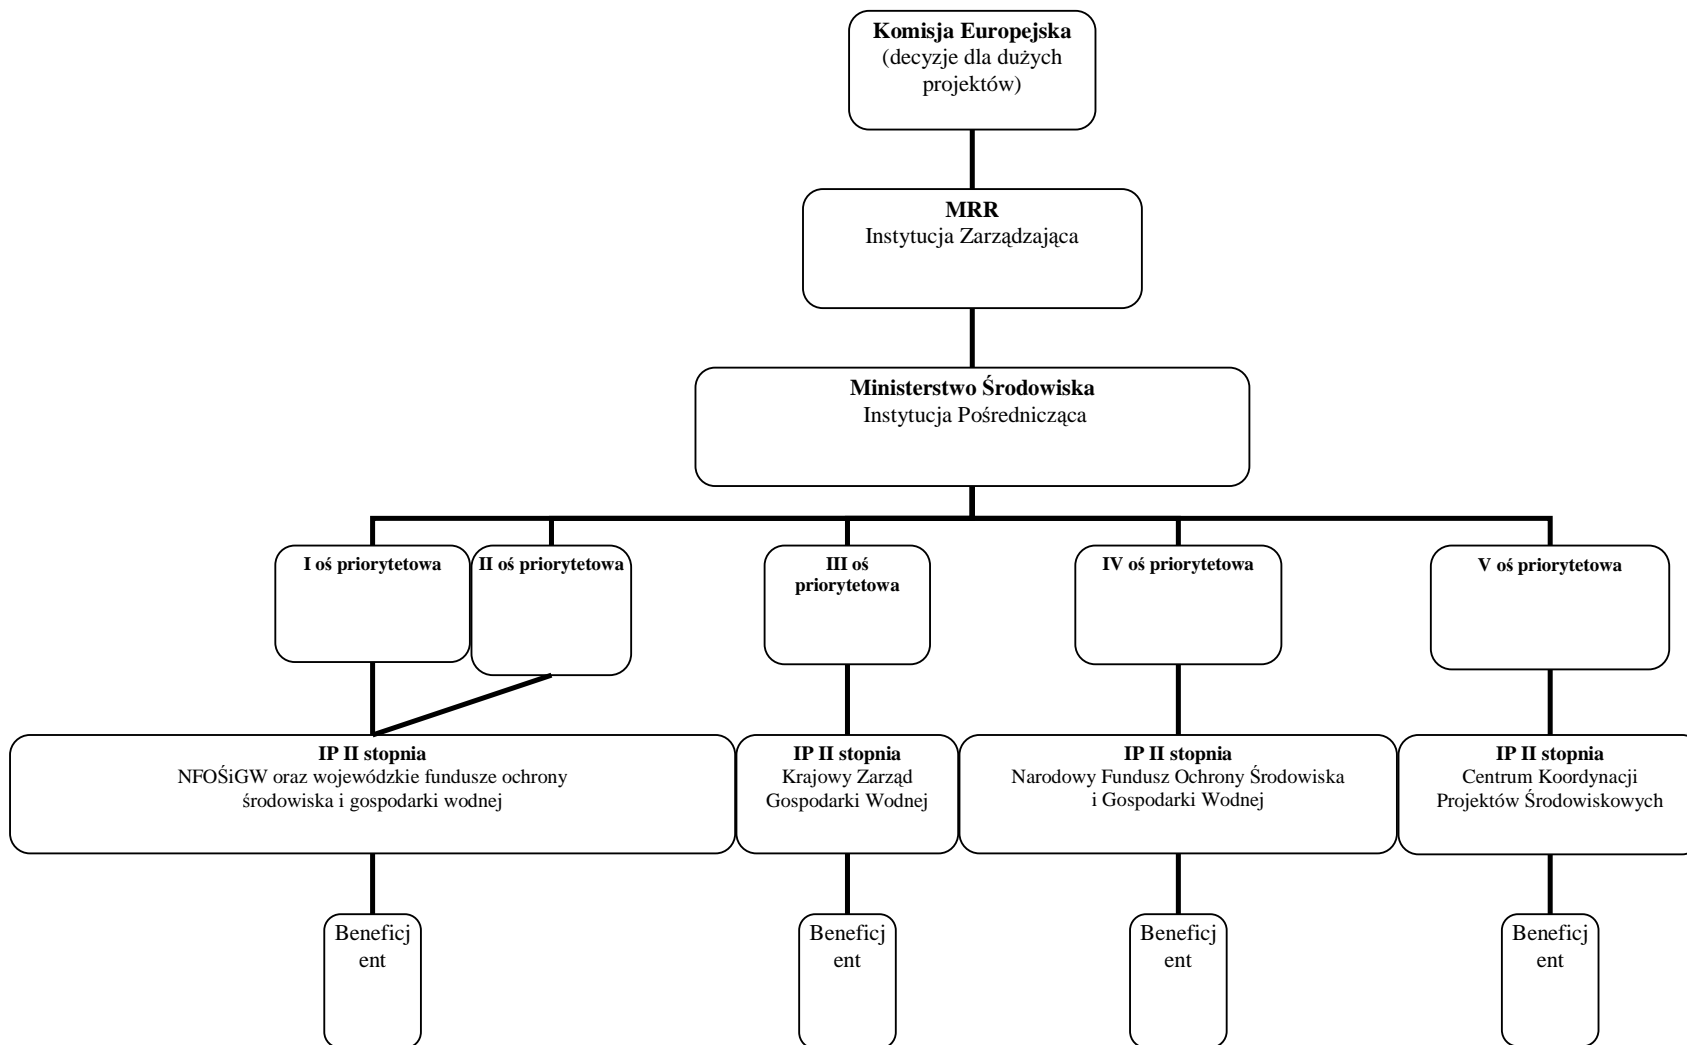 Komisja Europejska
(decyzje dla dużych
projektów)
MRR
Instytucja Zarządzająca
Ministerstwo Środowiska
Instytucja Pośrednicząca
I oś priorytetowa
II oś priorytetowa
III oś
priorytetowa
IV oś priorytetowa
V oś priorytetowa
IP II stopnia
NFOŚiGW oraz wojewódzkie fundusze ochrony
środowiska i gospodarki wodnej
IP II stopnia
Krajowy Zarząd
Gospodarki Wodnej
IP II stopnia
Narodowy Fundusz Ochrony Środowiska
i Gospodarki Wodnej
IP II stopnia
Centrum Koordynacji
Projektów Środowiskowych
Beneficj
ent
Beneficj
ent
Beneficj
ent
Beneficj
ent